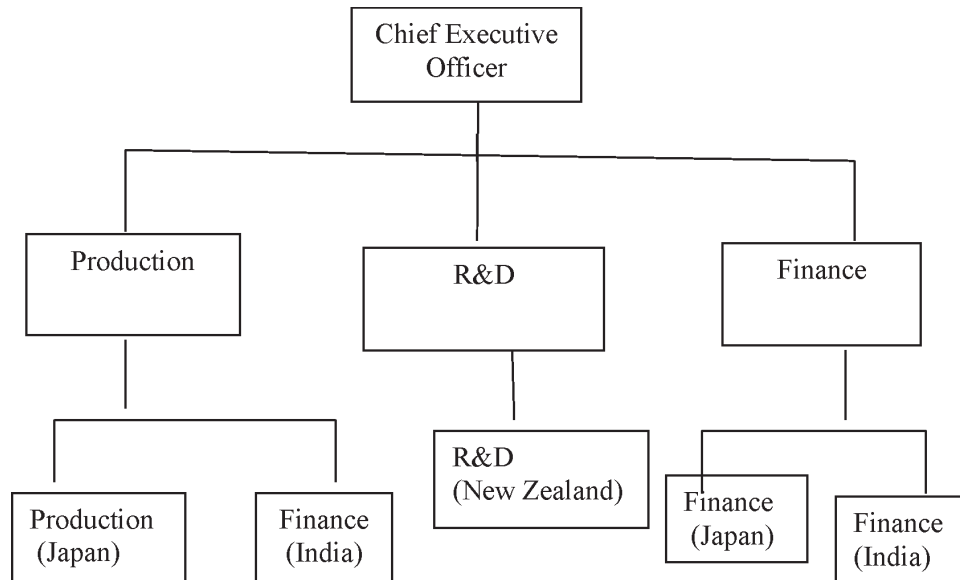 Chief Executive
Officer
Production
R&D
Finance
Production
(Japan)
Finance
(India)
R&D
(New Zealand)
Finance
(Japan)
Finance
(India)